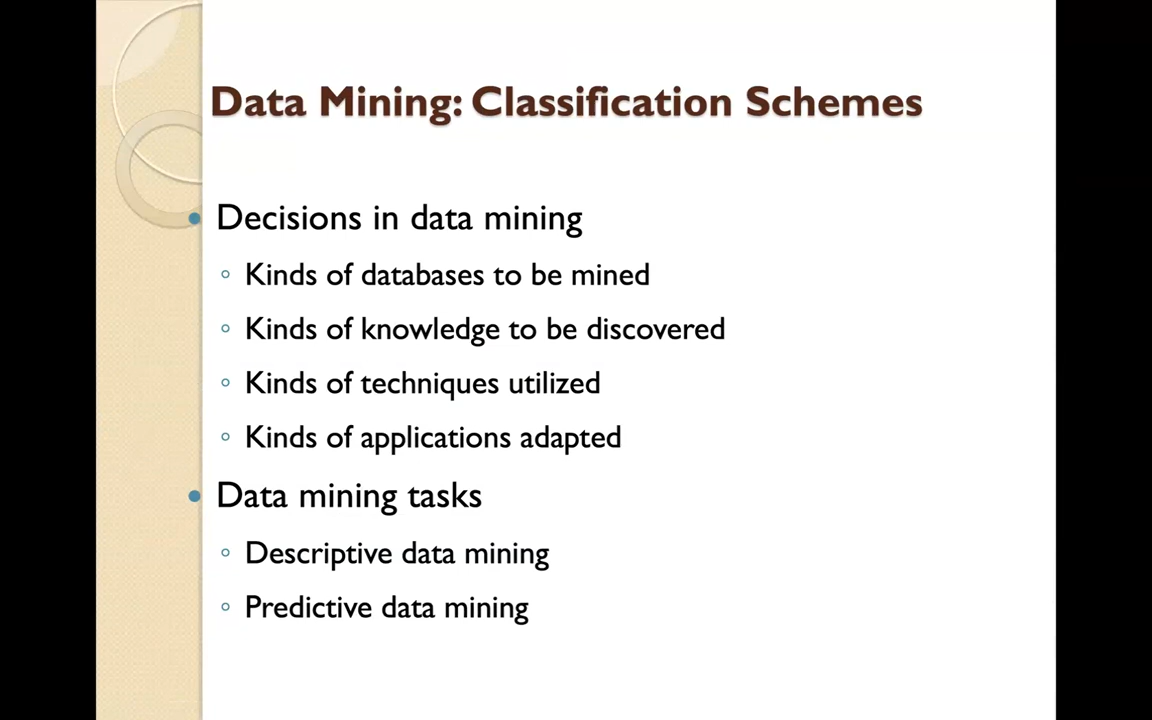 Data Mining: Classification Schemes
Decisions in data mining
Kinds of databases to be mined
Kinds of knowledge to be discovered
Kinds of techniques utilized
Kinds of applications adapted
Data mining tasks
Descriptive data mining
Predictive data mining